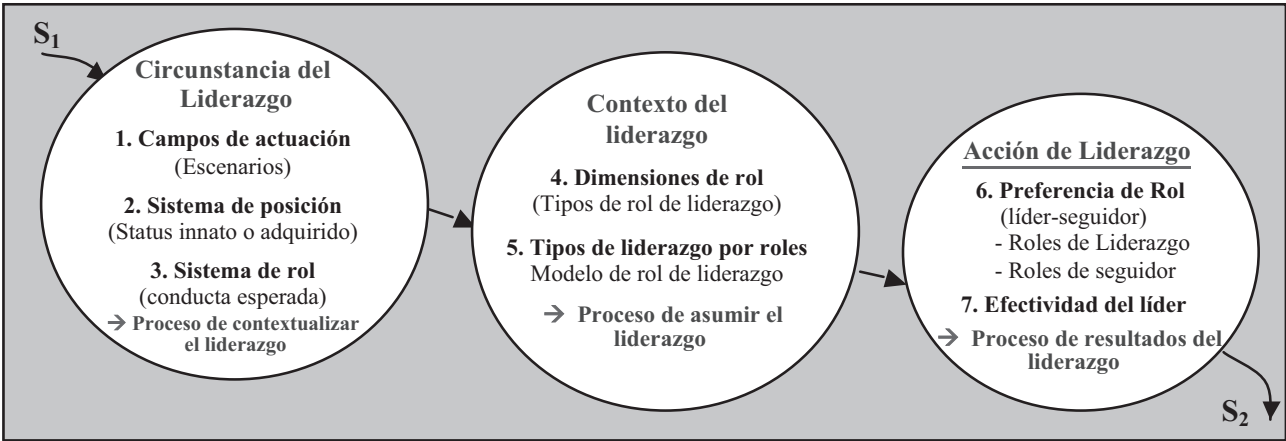 S₁
Circunstancia del
Liderazgo
1. Campos de actuación
(Escenarios)
2. Sistema de posición
(Status innato o adquirido)
3. Sistema de rol
(conducta esperada)
→ Proceso de contextualizar
el liderazgo
Contexto del
liderazgo
4. Dimensiones de rol
(Tipos de rol de liderazgo)
5. Tipos de liderazgo por roles
Modelo de rol de liderazgo
→ Proceso de asumir el
liderazgo
Acción de Liderazgo
6. Preferencia de Rol
(líder-seguidor)
- Roles de Liderazgo
- Roles de seguidor
7. Efectividad del líder
→ Proceso de resultados del
liderazgo
S₂